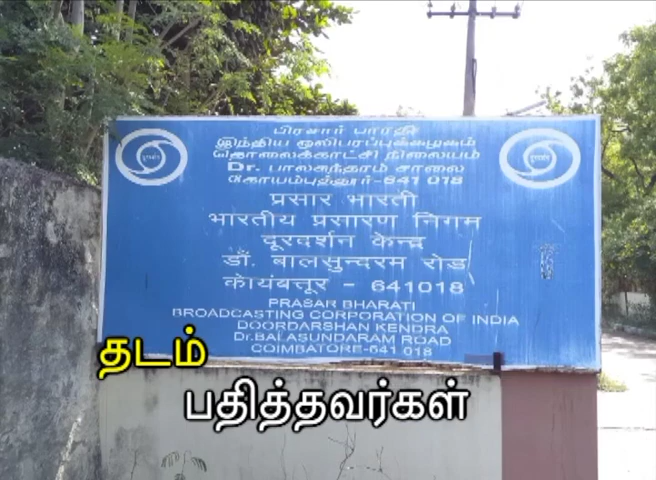 பிரஸார் பாரதி
இந்திய ஒலிபரப்புக்கழகம்
தொலைக்காட்சி நிலையம்
Dr. பாலசுந்தரம் சாலை
கோயம்புத்தூர்-641 018
प्रसार भारती
भारतीय प्रसारण निगम
दूरदर्शन केन्द्र
डॉ. बालसुन्दरम रोड
कोयंबत्तूर - 641018
PRASAR BHARATI
BROADCASTING CORPORATION OF INDIA
DOORDARSHAN KENDRA
Dr.BALASUNDARAM ROAD
COIMBATORE-641 018
தடம்
பதித்தவர்கள்